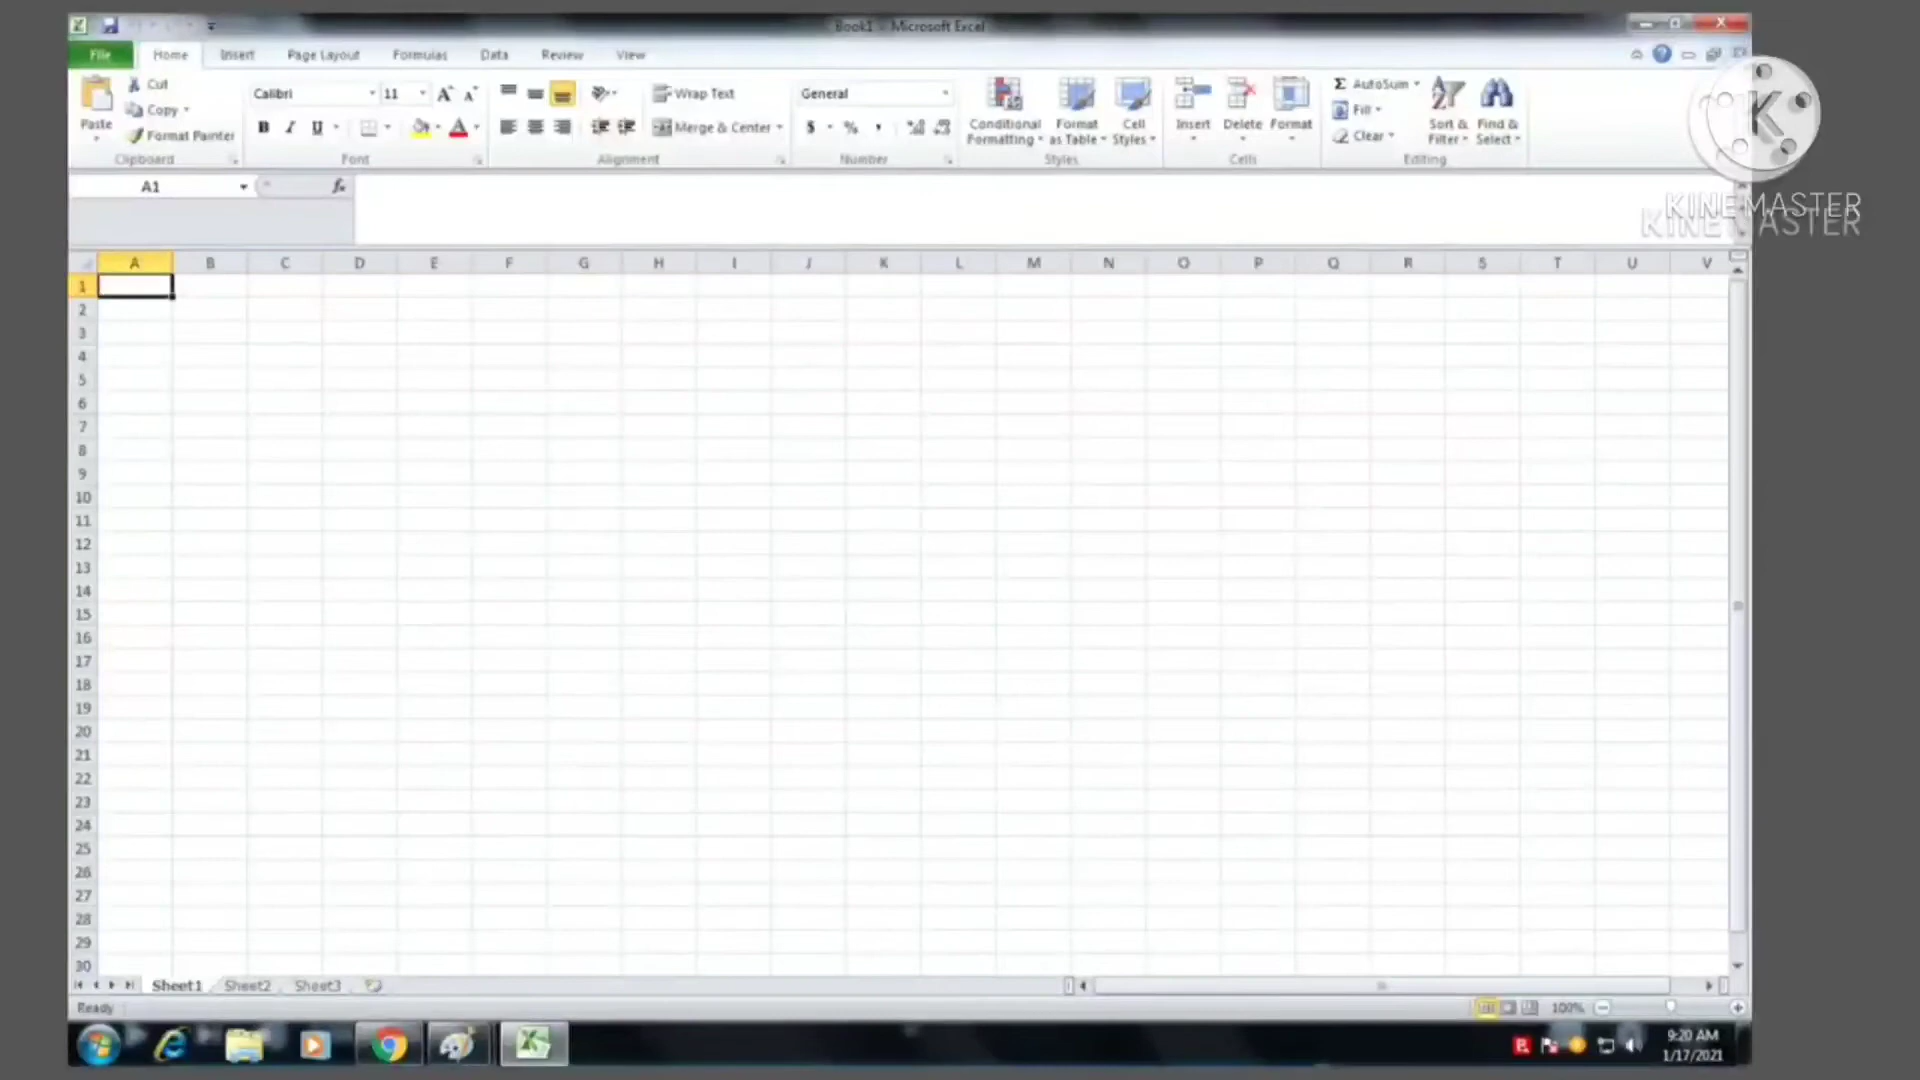 Book1 - Microsoft Excel
File Home Insert Page Layout Formulas Data Review View
Paste
Cut
Copy
Format Painter
Clipboard
Calibri 11
B I U
Font
Wrap Text
Merge & Center
Alignment
General
$ % ,
Number
Conditional Formatting
Format as Table
Cell Styles
Styles
Insert Delete Format
Cells
Σ AutoSum
Fill
Clear
Sort & Filter
Find & Select
Editing
K
KINEMASTER
KINEMASTER
A1 fx
A B C D E F G H I J K L M N O P Q R S T U V
1
2
3
4
5
6
7
8
9
10
11
12
13
14
15
16
17
18
19
20
21
22
23
24
25
26
27
28
29
30
Sheet1 Sheet2 Sheet3
Ready 100%
9:20 AM
1/17/2021